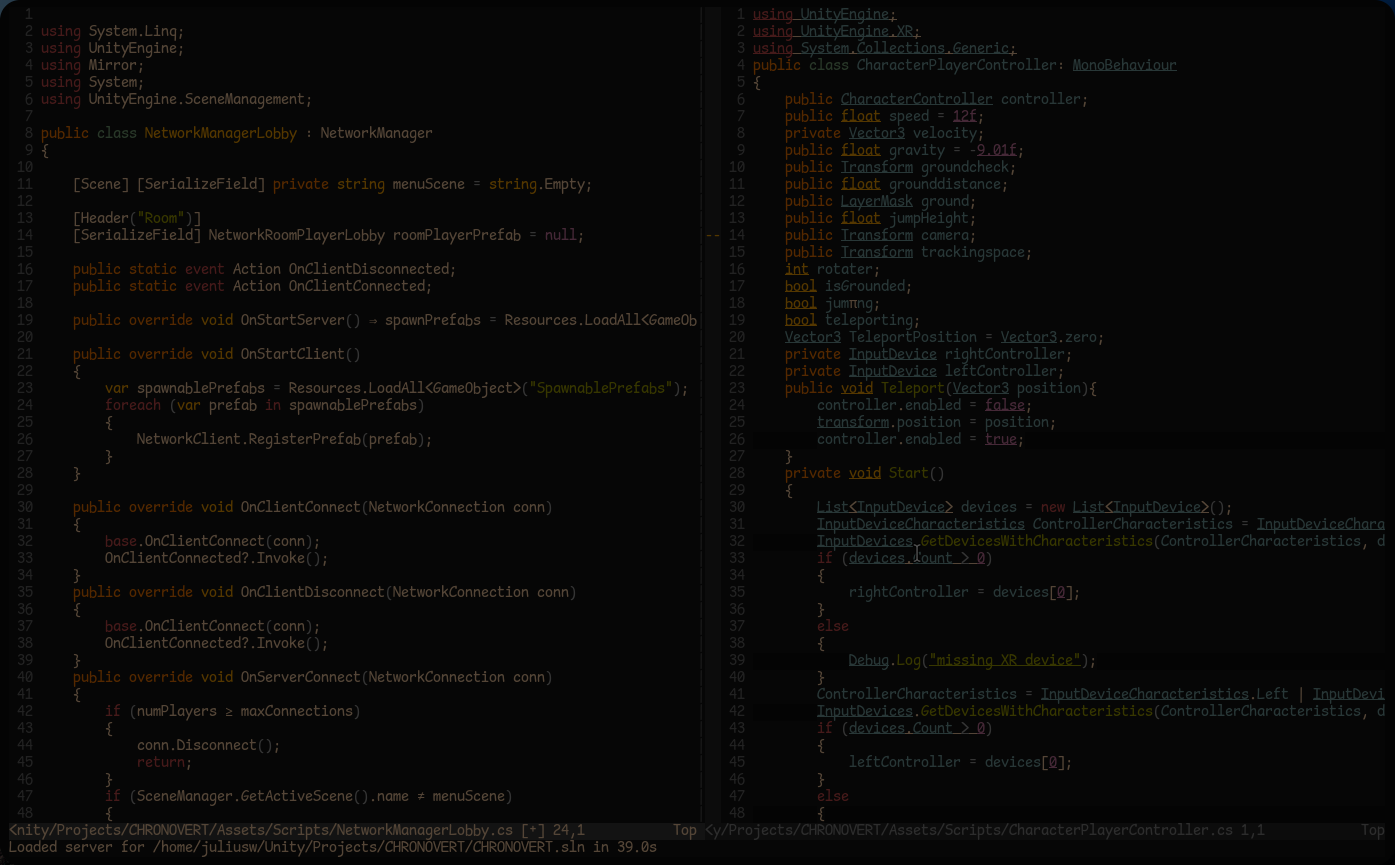 1
2 using System.Linq;
3 using UnityEngine;
4 using Mirror;
5 using System;
6 using UnityEngine.SceneManagement;
7
8 public class NetworkManagerLobby : NetworkManager
9 {
10
11     [Scene] [SerializeField] private string menuScene = string.Empty;
12
13     [Header("Room")]
14     [SerializeField] NetworkRoomPlayerLobby roomPlayerPrefab = null;
15
16     public static event Action OnClientDisconnected;
17     public static event Action OnClientConnected;
18
19     public override void OnStartServer() ⇒ spawnPrefabs = Resources.LoadAll<GameOb
20
21     public override void OnStartClient()
22     {
23         var spawnablePrefabs = Resources.LoadAll<GameObject>("SpawnablePrefabs");
24         foreach (var prefab in spawnablePrefabs)
25         {
26             NetworkClient.RegisterPrefab(prefab);
27         }
28     }
29
30     public override void OnClientConnect(NetworkConnection conn)
31     {
32         base.OnClientConnect(conn);
33         OnClientConnected?.Invoke();
34     }
35     public override void OnClientDisconnect(NetworkConnection conn)
36     {
37         base.OnClientConnect(conn);
38         OnClientConnected?.Invoke();
39     }
40     public override void OnServerConnect(NetworkConnection conn)
41     {
42         if (numPlayers ≥ maxConnections)
43         {
44             conn.Disconnect();
45             return;
46         }
47         if (SceneManager.GetActiveScene().name ≠ menuScene)
48         {
<nity/Projects/CHRONOVERT/Assets/Scripts/NetworkManagerLobby.cs [+] 24,1 Top
1 using UnityEngine;
2 using UnityEngine.XR;
3 using System.Collections.Generic;
4 public class CharacterPlayerController: MonoBehaviour
5 {
6     public CharacterController controller;
7     public float speed = 12f;
8     private Vector3 velocity;
9     public float gravity = -9.01f;
10     public Transform groundcheck;
11     public float grounddistance;
12     public LayerMask ground;
13     public float jumpHeight;
-- 14     public Transform camera;
15     public Transform trackingspace;
16     int rotater;
17     bool isGrounded;
18     bool jumπng;
19     bool teleporting;
20     Vector3 TeleportPosition = Vector3.zero;
21     private InputDevice rightController;
22     private InputDevice leftController;
23     public void Teleport(Vector3 position){
24         controller.enabled = false;
25         transform.position = position;
26         controller.enabled = true;
27     }
28     private void Start()
29     {
30         List<InputDevice> devices = new List<InputDevice>();
31         InputDeviceCharacteristics ControllerCharacteristics = InputDeviceChara
32         InputDevices.GetDevicesWithCharacteristics(ControllerCharacteristics, d
33         if (devices.Count > 0)
34         {
35             rightController = devices[0];
36         }
37         else
38         {
39             Debug.Log("missing XR device");
40         }
41         ControllerCharacteristics = InputDeviceCharacteristics.Left | InputDevi
42         InputDevices.GetDevicesWithCharacteristics(ControllerCharacteristics, d
43         if (devices.Count > 0)
44         {
45             leftController = devices[0];
46         }
47         else
48         {
<y/Projects/CHRONOVERT/Assets/Scripts/CharacterPlayerController.cs 1,1 Top
Loaded server for /home/juliusw/Unity/Projects/CHRONOVERT/CHRONOVERT.sln in 39.0s